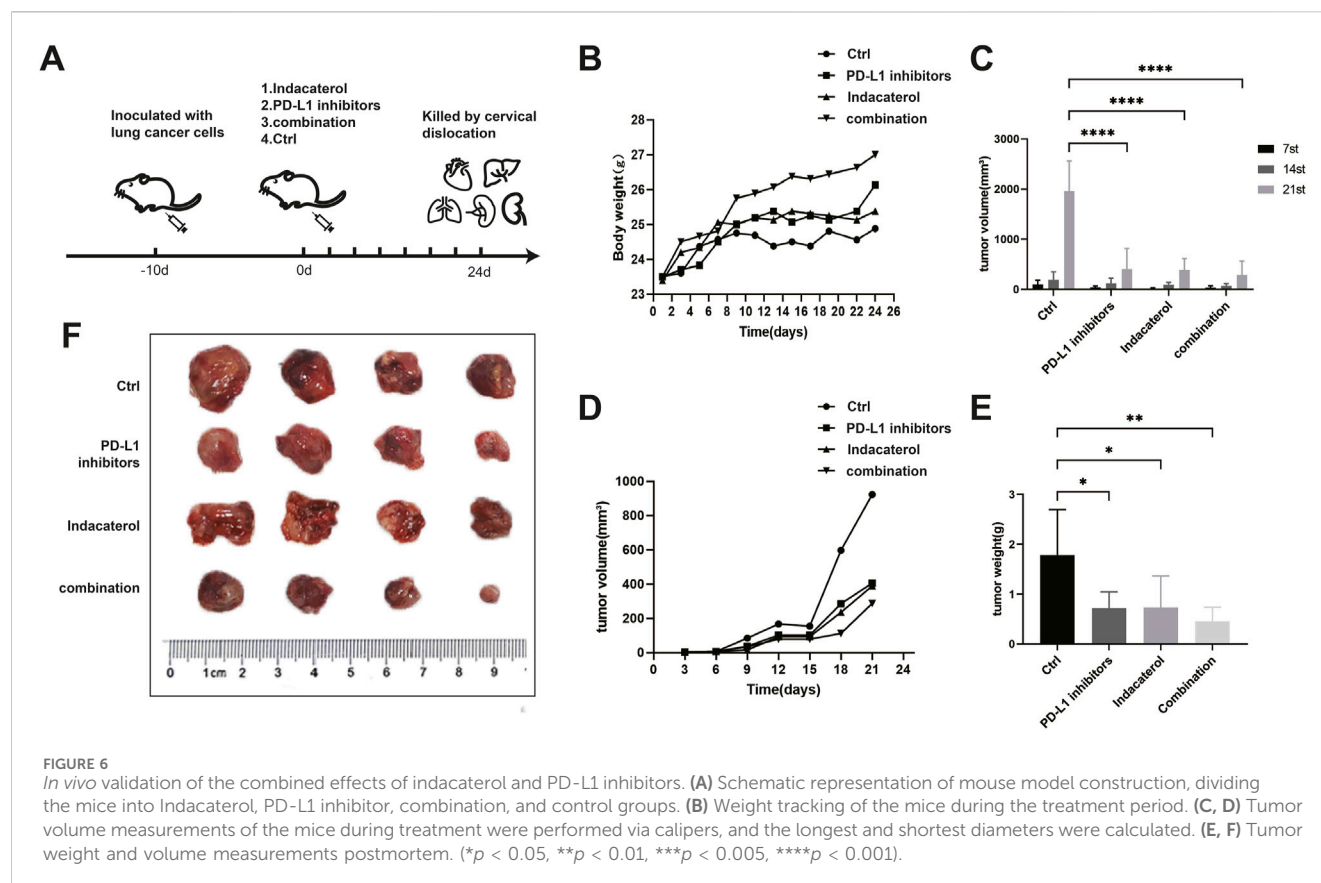 A
Inoculated with
lung cancer cells
1.Indacaterol
2.PD-L1 inhibitors
3.combination
4.Ctrl
Killed by cervical
dislocation
-10d
0d
24d
B
Ctrl
PD-L1 inhibitors
Indacaterol
combination
Body weight(g)
28
27
26
25
24
23
0 2 4 6 8 10 12 14 16 18 20 22 24 26
Time(days)
C
****
****
****
7st
14st
21st
tumor volume(mm³)
3000
2000
1000
0
Ctrl
PD-L1 inhibitors
Indacaterol
combination
F
Ctrl
PD-L1
inhibitors
Indacaterol
combination
0 1cm 2 3 4 5 6 7 8 9
D
Ctrl
PD-L1 inhibitors
Indacaterol
combination
tumor volume(mm³)
1000
800
600
400
200
0
0 3 6 9 12 15 18 21 24
Time(days)
E
**
*
*
tumor weight(g)
3
2
1
0
Ctrl
PD-L1 inhibitors
Indacaterol
Combination
FIGURE 6
In vivo validation of the combined effects of indacaterol and PD-L1 inhibitors. (A) Schematic representation of mouse model construction, dividing
the mice into Indacaterol, PD-L1 inhibitor, combination, and control groups. (B) Weight tracking of the mice during the treatment period. (C, D) Tumor
volume measurements of the mice during treatment were performed via calipers, and the longest and shortest diameters were calculated. (E, F) Tumor
weight and volume measurements postmortem. (*p < 0.05, **p < 0.01, ***p < 0.005, ****p < 0.001).